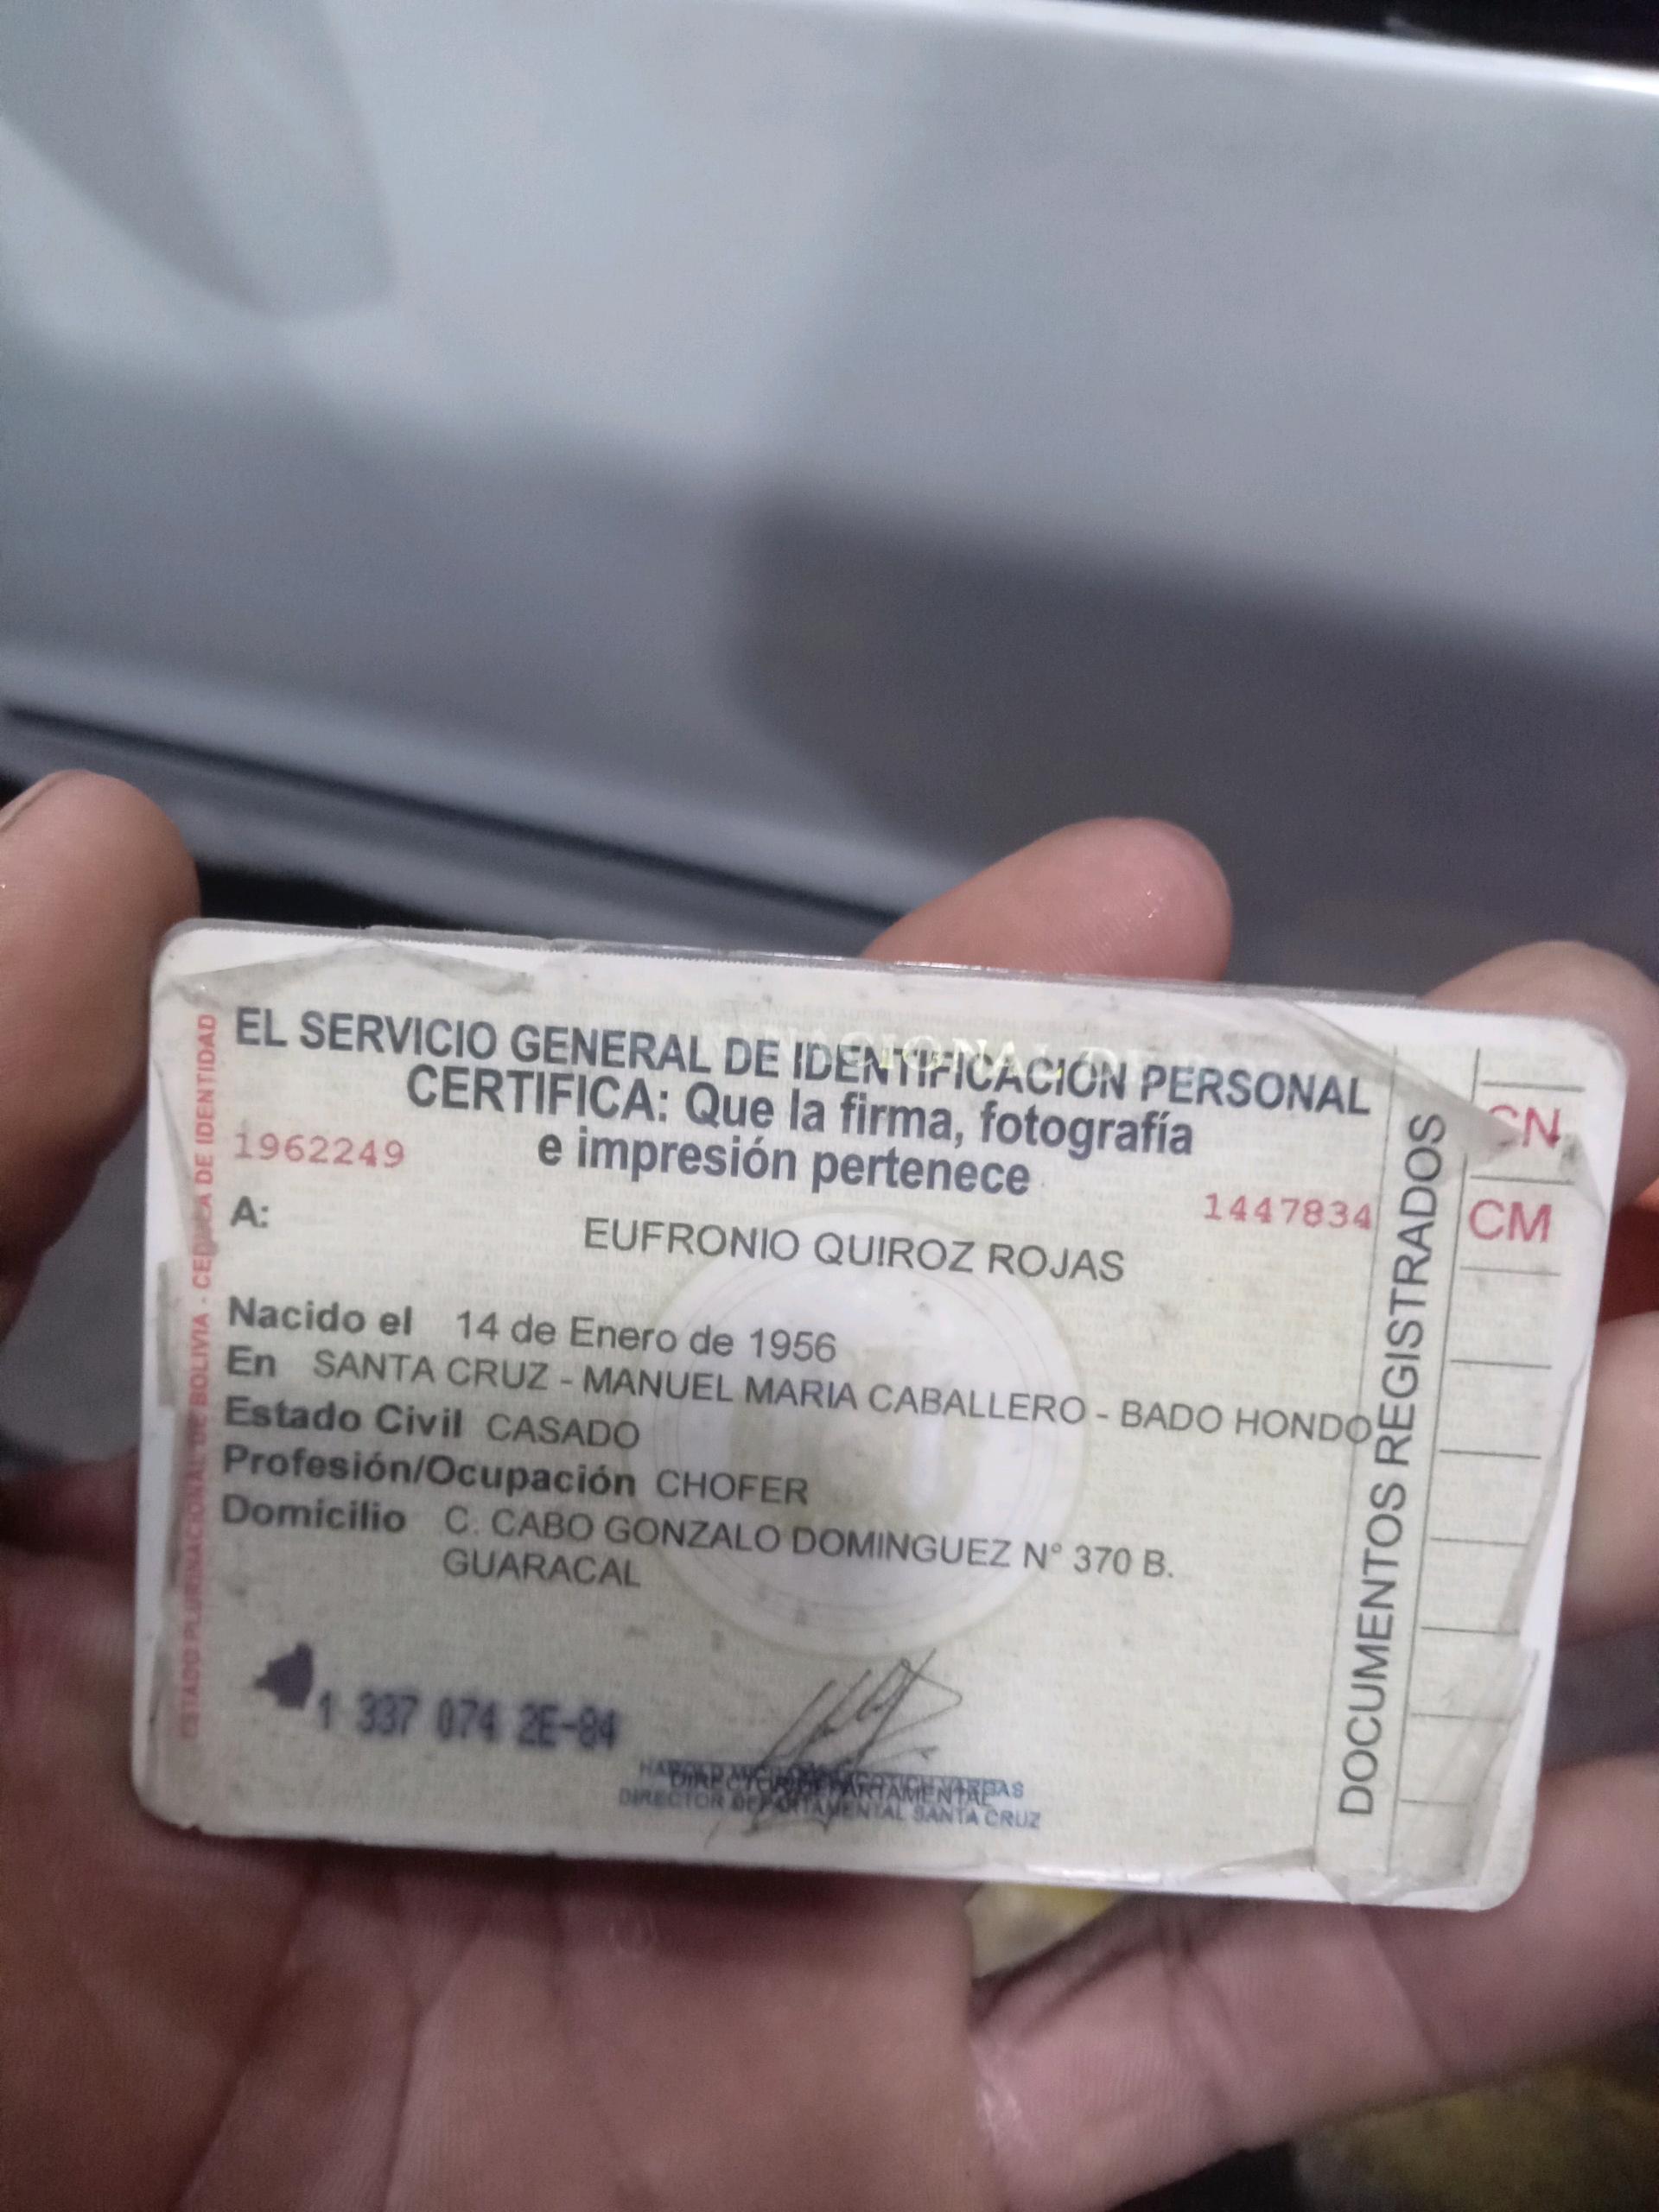 EL SERVICIO GENERAL DE IDENTIFICACIÓN PERSONAL
CERTIFICA: Que la firma, fotografía
e impresión pertenece
1962249
1447834
A:
EUFRONIO QUIROZ ROJAS
Nacido el 14 de Enero de 1956
En SANTA CRUZ - MANUEL MARIA CABALLERO - BADO HONDO
Estado Civil CASADO
Profesión/Ocupación CHOFER
Domicilio C. CABO GONZALO DOMINGUEZ N° 370 B.
GUARACAL
1 337 074 2E-84
VARGAS
DIRECTOR DEPARTAMENTAL
DIRECTOR DEPARTAMENTAL SANTA CRUZ
ESTADO PLURINACIONAL DE BOLIVIA - CEDULA DE IDENTIDAD
DOCUMENTOS REGISTRADOS
CN
CM